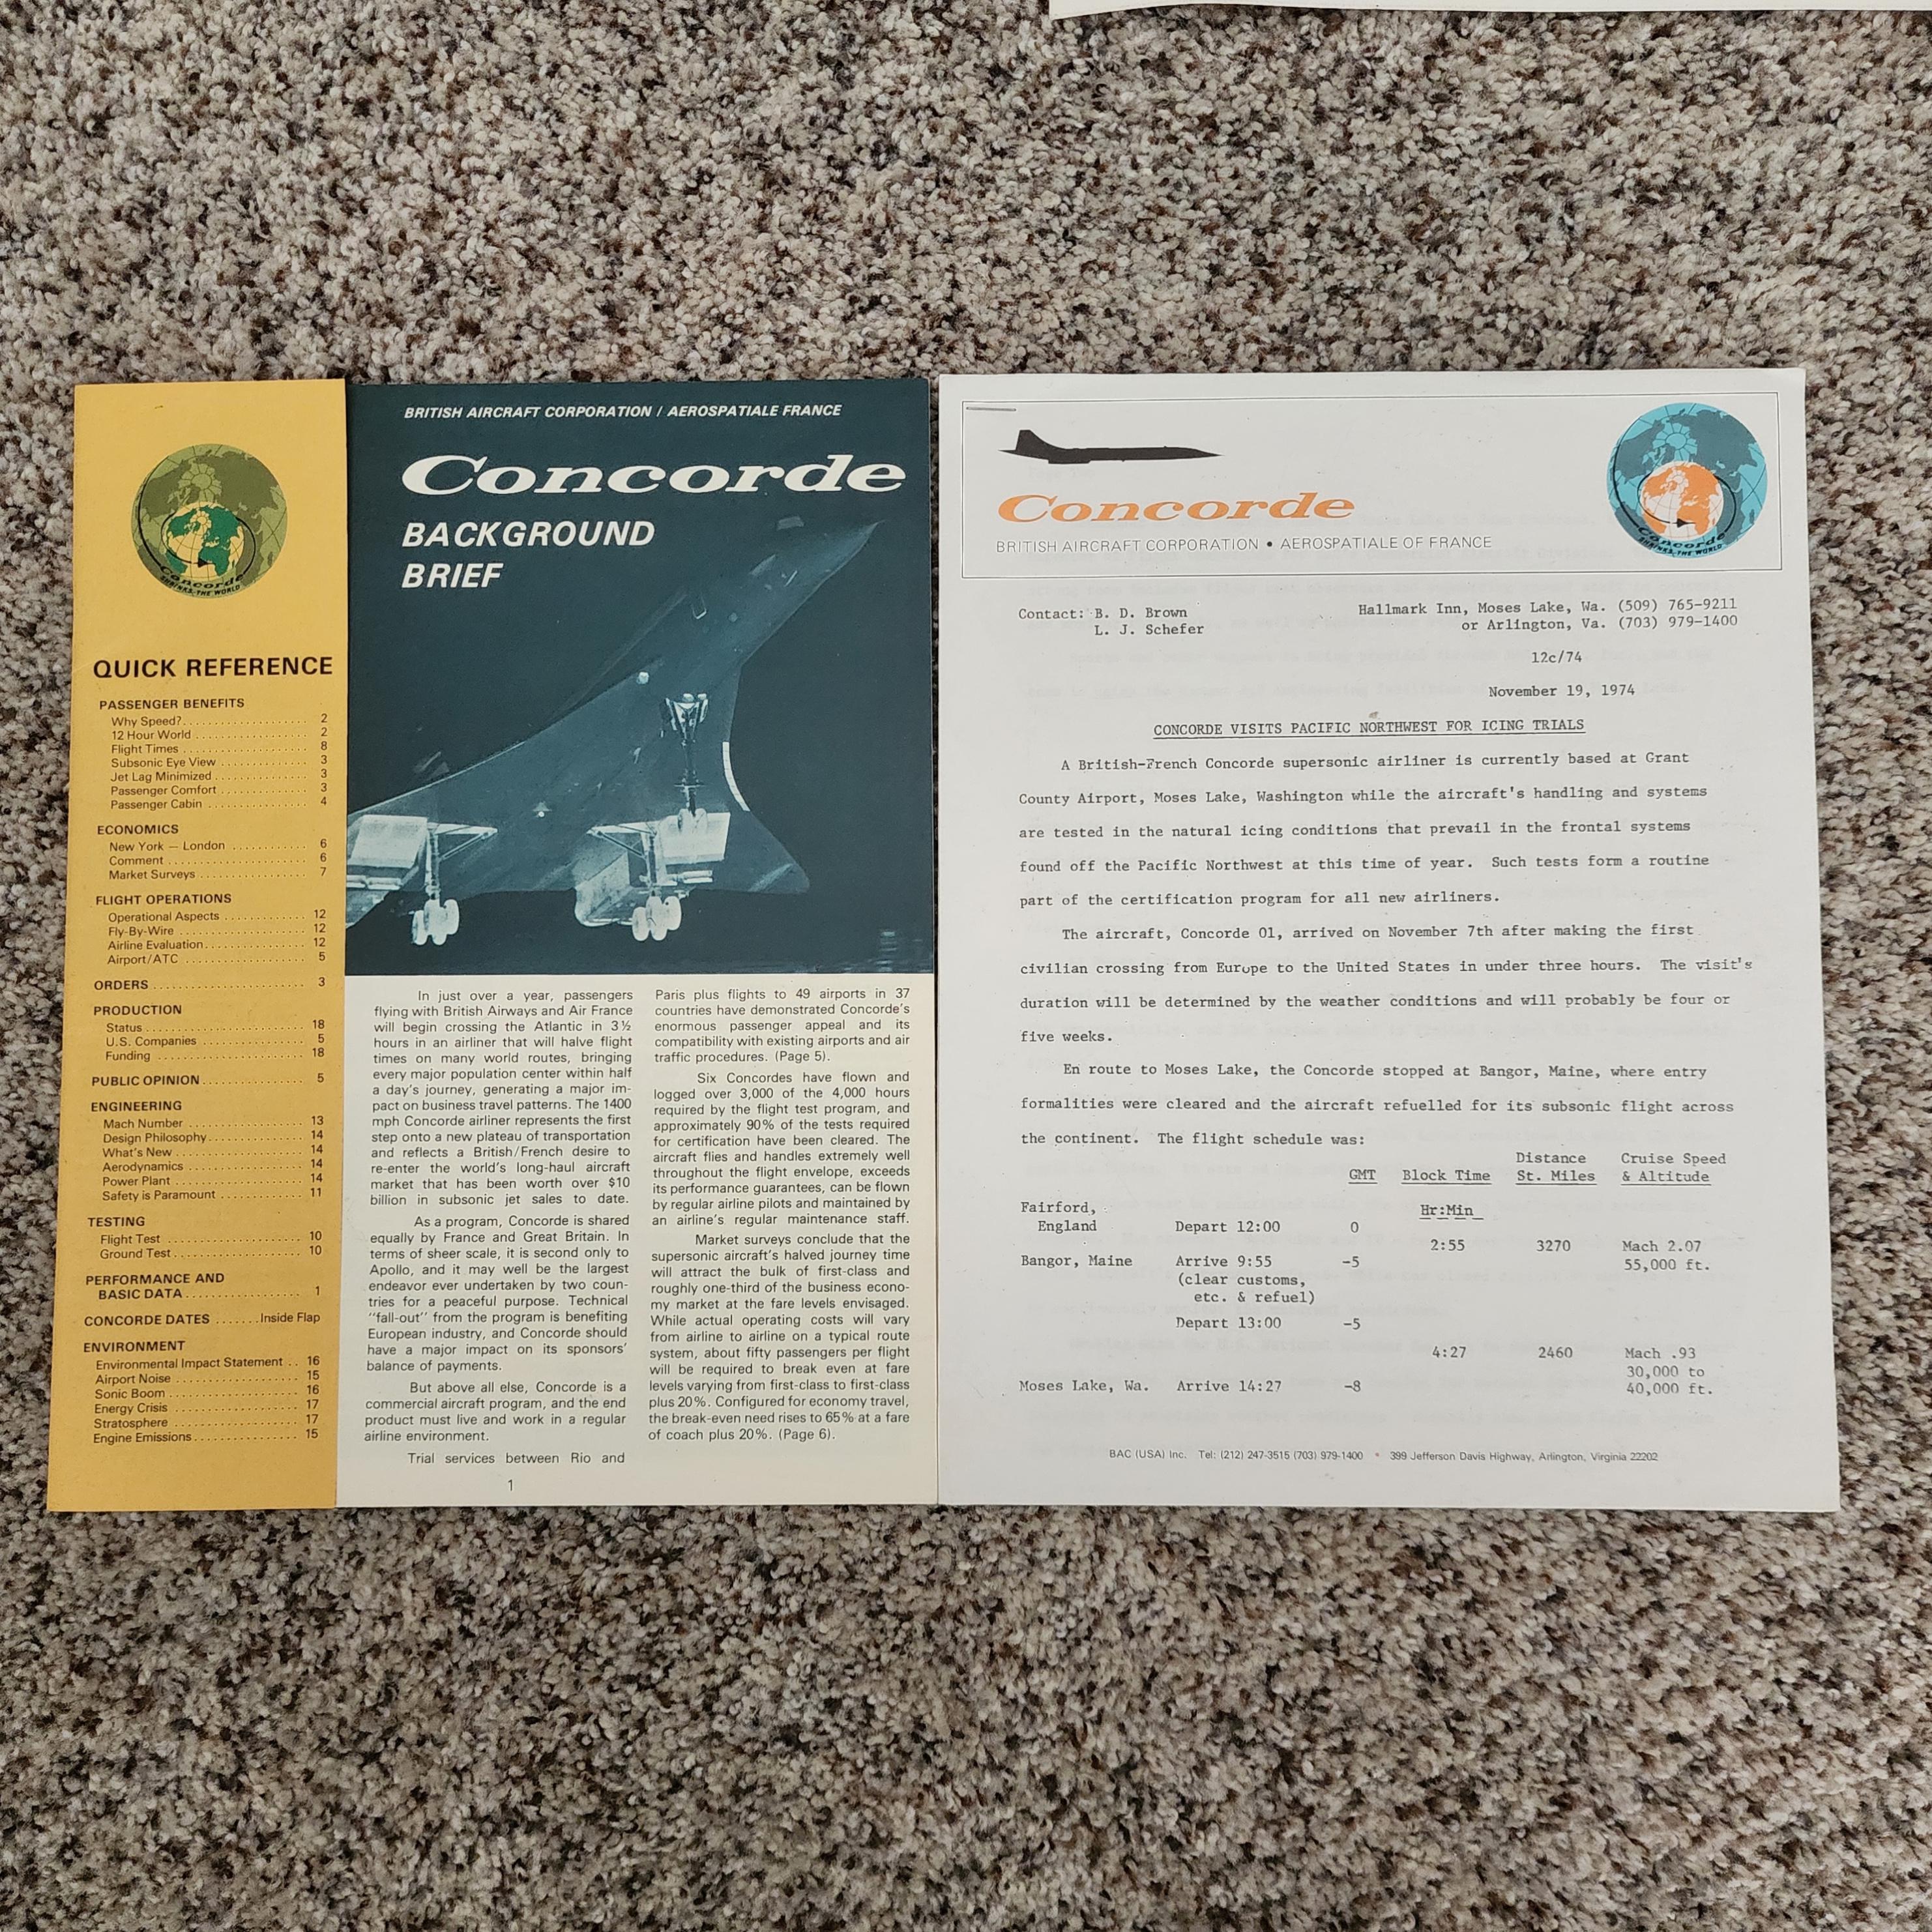 Concorde
SHRINKS THE WORLD
QUICK REFERENCE
PASSENGER BENEFITS
Why Speed? . . . . . . . . . . . . . . . . . . . 2
12 Hour World . . . . . . . . . . . . . . . . . 2
Flight Times . . . . . . . . . . . . . . . . . . . 8
Subsonic Eye View . . . . . . . . . . . . . 3
Jet Lag Minimized . . . . . . . . . . . . . . 3
Passenger Comfort . . . . . . . . . . . . . 3
Passenger Cabin . . . . . . . . . . . . . . . 4
ECONOMICS
New York — London . . . . . . . . . . . 6
Comment . . . . . . . . . . . . . . . . . . . . . 6
Market Surveys . . . . . . . . . . . . . . . . 7
FLIGHT OPERATIONS
Operational Aspects . . . . . . . . . . . . 12
Fly-By-Wire . . . . . . . . . . . . . . . . . . . 12
Airline Evaluation . . . . . . . . . . . . . . 12
Airport/ATC . . . . . . . . . . . . . . . . . . 5
ORDERS . . . . . . . . . . . . . . . . . . . . . . 3
PRODUCTION
Status . . . . . . . . . . . . . . . . . . . . . . . . 18
U.S. Companies . . . . . . . . . . . . . . . . 5
Funding . . . . . . . . . . . . . . . . . . . . . . 18
PUBLIC OPINION . . . . . . . . . . . . . . . 5
ENGINEERING
Mach Number . . . . . . . . . . . . . . . . . 13
Design Philosophy . . . . . . . . . . . . . . 14
What's New . . . . . . . . . . . . . . . . . . . 14
Aerodynamics . . . . . . . . . . . . . . . . . 14
Power Plant . . . . . . . . . . . . . . . . . . . 14
Safety is Paramount . . . . . . . . . . . . 11
TESTING
Flight Test . . . . . . . . . . . . . . . . . . . . 10
Ground Test . . . . . . . . . . . . . . . . . . . 10
PERFORMANCE AND
BASIC DATA . . . . . . . . . . . . . . . . . . 1
CONCORDE DATES . . . . . . . Inside Flap
ENVIRONMENT
Environmental Impact Statement . . 16
Airport Noise . . . . . . . . . . . . . . . . . . 15
Sonic Boom . . . . . . . . . . . . . . . . . . . 16
Energy Crisis . . . . . . . . . . . . . . . . . . 17
Stratosphere . . . . . . . . . . . . . . . . . . 17
Engine Emissions . . . . . . . . . . . . . . . 15
BRITISH AIRCRAFT CORPORATION / AEROSPATIALE FRANCE
Concorde
BACKGROUND
BRIEF
In just over a year, passengers
flying with British Airways and Air France
will begin crossing the Atlantic in 3½
hours in an airliner that will halve flight
times on many world routes, bringing
every major population center within half
a day's journey, generating a major im-
pact on business travel patterns. The 1400
mph Concorde airliner represents the first
step onto a new plateau of transportation
and reflects a British/French desire to
re-enter the world's long-haul aircraft
market that has been worth over $10
billion in subsonic jet sales to date.
As a program, Concorde is shared
equally by France and Great Britain. In
terms of sheer scale, it is second only to
Apollo, and it may well be the largest
endeavor ever undertaken by two coun-
tries for a peaceful purpose. Technical
"fall-out" from the program is benefiting
European industry, and Concorde should
have a major impact on its sponsors'
balance of payments.
But above all else, Concorde is a
commercial aircraft program, and the end
product must live and work in a regular
airline environment.
Trial services between Rio and
Paris plus flights to 49 airports in 37
countries have demonstrated Concorde's
enormous passenger appeal and its
compatibility with existing airports and air
traffic procedures. (Page 5).
Six Concordes have flown and
logged over 3,000 of the 4,000 hours
required by the flight test program, and
approximately 90% of the tests required
for certification have been cleared. The
aircraft flies and handles extremely well
throughout the flight envelope, exceeds
its performance guarantees, can be flown
by regular airline pilots and maintained by
an airline's regular maintenance staff.
Market surveys conclude that the
supersonic aircraft's halved journey time
will attract the bulk of first-class and
roughly one-third of the business econo-
my market at the fare levels envisaged.
While actual operating costs will vary
from airline to airline on a typical route
system, about fifty passengers per flight
will be required to break even at fare
levels varying from first-class to first-class
plus 20%. Configured for economy travel,
the break-even need rises to 65% at a fare
of coach plus 20%. (Page 6).
1
Concorde
BRITISH AIRCRAFT CORPORATION • AEROSPATIALE OF FRANCE
Concorde
SHRINKS THE WORLD
Contact: B. D. Brown Hallmark Inn, Moses Lake, Wa. (509) 765-9211
L. J. Schefer or Arlington, Va. (703) 979-1400
12c/74
November 19, 1974
CONCORDE VISITS PACIFIC NORTHWEST FOR ICING TRIALS
A British-French Concorde supersonic airliner is currently based at Grant
County Airport, Moses Lake, Washington while the aircraft's handling and systems
are tested in the natural icing conditions that prevail in the frontal systems
found off the Pacific Northwest at this time of year. Such tests form a routine
part of the certification program for all new airliners.
The aircraft, Concorde 01, arrived on November 7th after making the first
civilian crossing from Europe to the United States in under three hours. The visit's
duration will be determined by the weather conditions and will probably be four or
five weeks.
En route to Moses Lake, the Concorde stopped at Bangor, Maine, where entry
formalities were cleared and the aircraft refuelled for its subsonic flight across
the continent. The flight schedule was:
Distance Cruise Speed
GMT Block Time St. Miles & Altitude
Hr:Min
Fairford,
England Depart 12:00 0
2:55 3270 Mach 2.07
55,000 ft.
Bangor, Maine Arrive 9:55 -5
(clear customs,
etc. & refuel)
Depart 13:00 -5
4:27 2460 Mach .93
30,000 to
40,000 ft.
Moses Lake, Wa. Arrive 14:27 -8
BAC (USA) Inc. Tel: (212) 247-3515 (703) 979-1400 • 399 Jefferson Davis Highway, Arlington, Virginia 22202